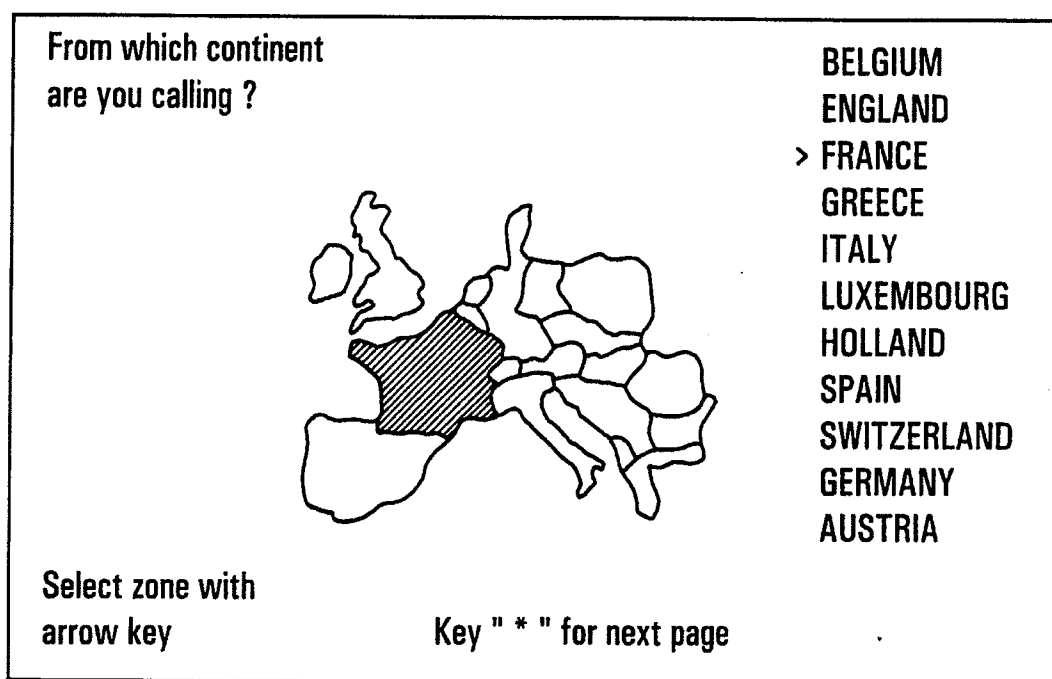 From which continent
are you calling ?
BELGIUM
ENGLAND
> FRANCE
GREECE
ITALY
LUXEMBOURG
HOLLAND
SPAIN
SWITZERLAND
GERMANY
AUSTRIA
Select zone with
arrow key
Key " * " for next page